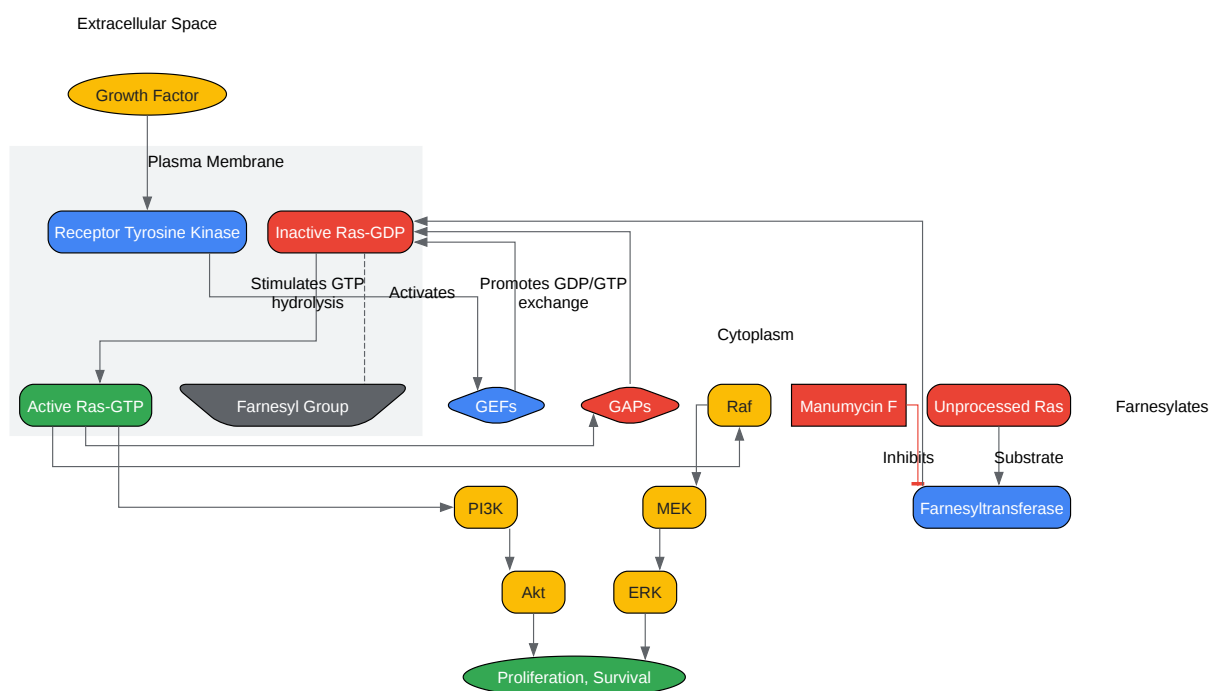 Extracellular Space
Growth Factor
Plasma Membrane
Receptor Tyrosine Kinase
Inactive Ras-GDP
Stimulates GTP
hydrolysis
Activates
Promotes GDP/GTP
exchange
Cytoplasm
Active Ras-GTP
Farnesyl Group
GEFs
GAPs
Raf
Manumycin F
Unprocessed Ras
Farnesylates
Inhibits
Substrate
PI3K
MEK
Farnesyltransferase
Akt
ERK
Proliferation, Survival